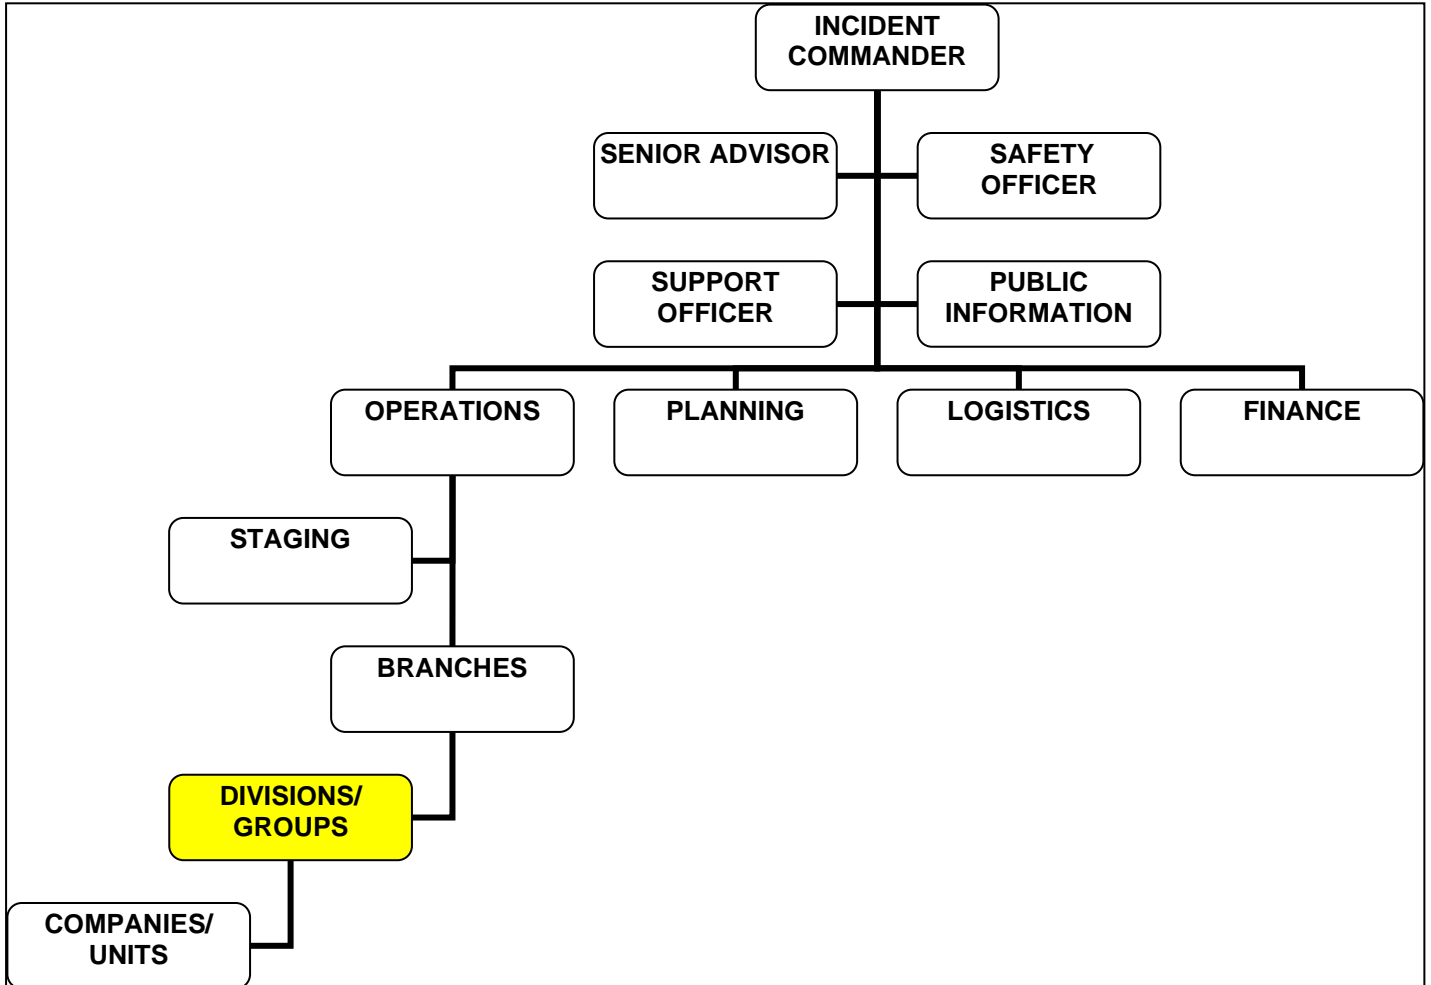 INCIDENT
COMMANDER
SENIOR ADVISOR
SAFETY
OFFICER
SUPPORT
OFFICER
PUBLIC
INFORMATION
OPERATIONS
PLANNING
LOGISTICS
FINANCE
STAGING
BRANCHES
DIVISIONS/
GROUPS
COMPANIES/
UNITS